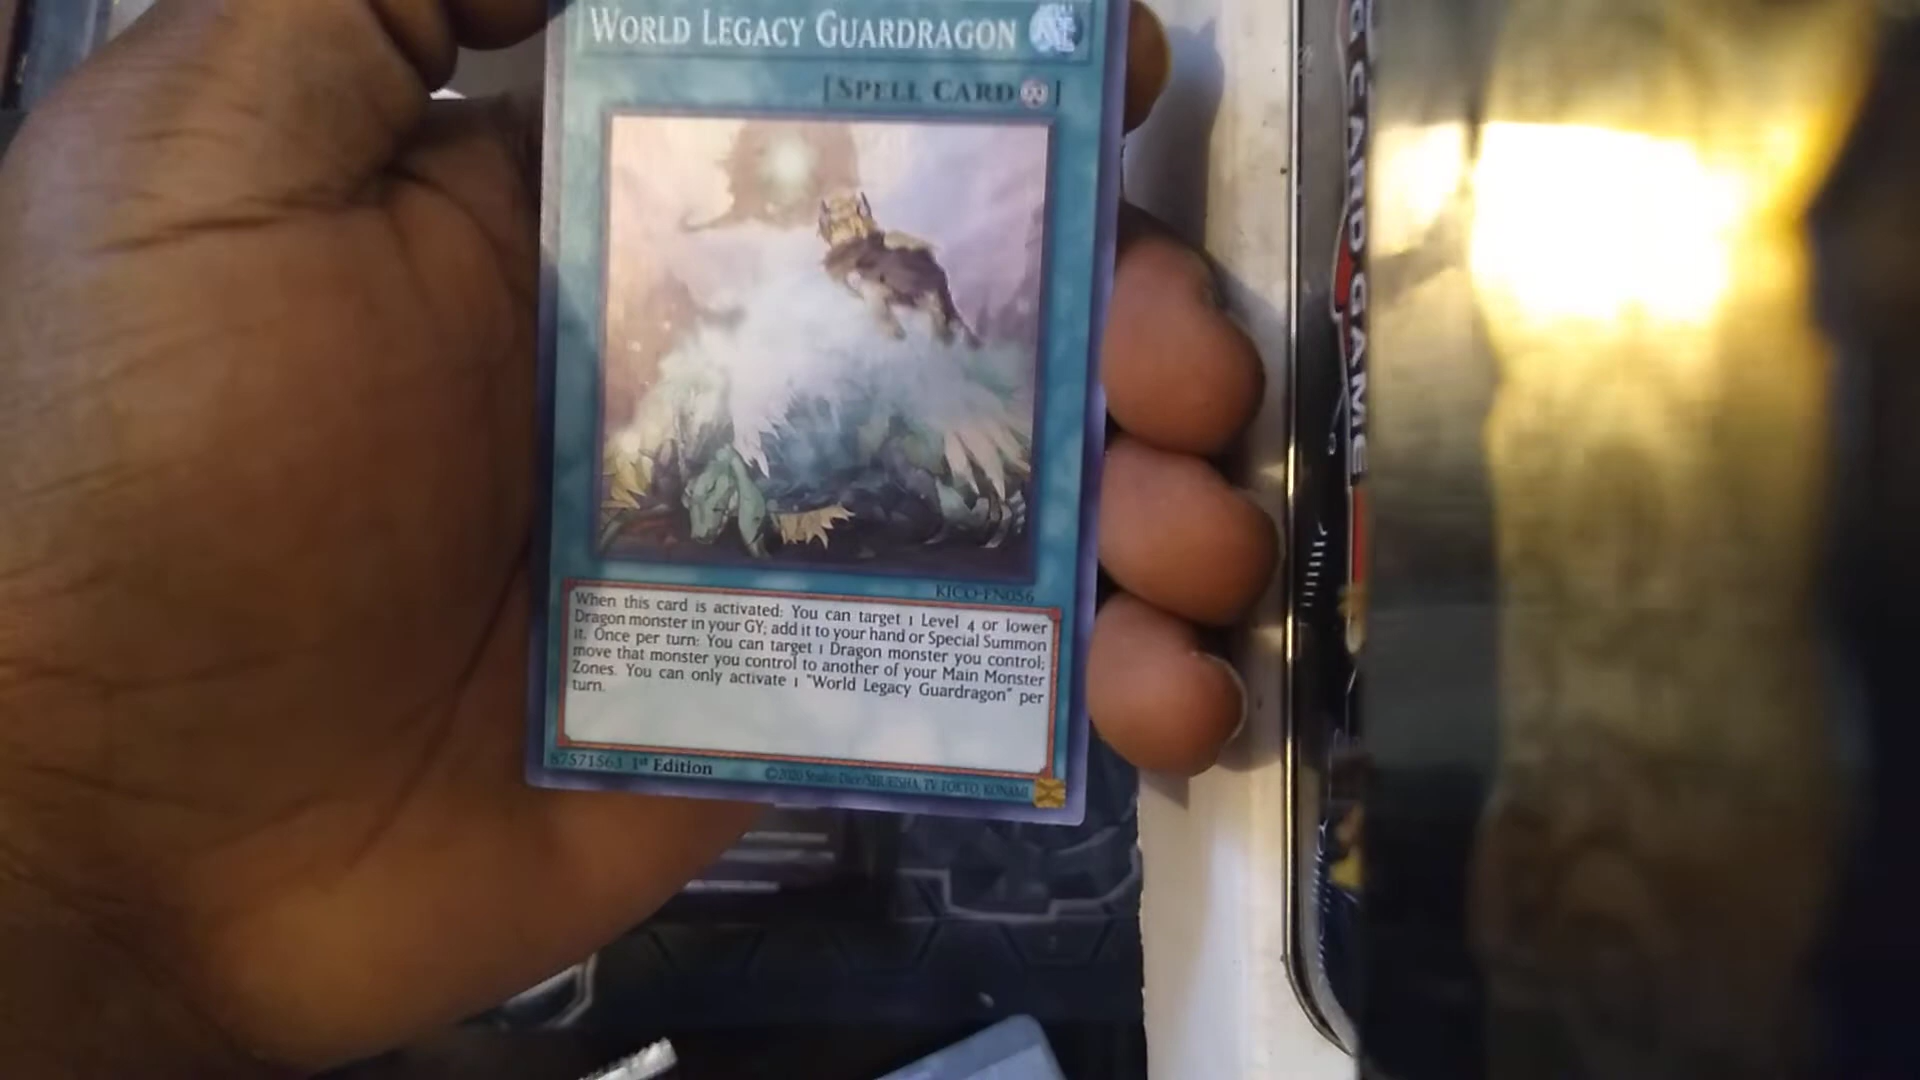 WORLD LEGACY GUARDRAGON
[SPELL CARD]
KICO-EN056
When this card is activated: You can target 1 Level 4 or lower
Dragon monster in your GY; add it to your hand or Special Summon
it. Once per turn: You can target 1 Dragon monster you control;
move that monster you control to another of your Main Monster
Zones. You can only activate 1 "World Legacy Guardragon" per
turn.
87571563 1st Edition
©2020 Studio Dice/SHUEISHA, TV TOKYO, KONAMI
G CARD GAME